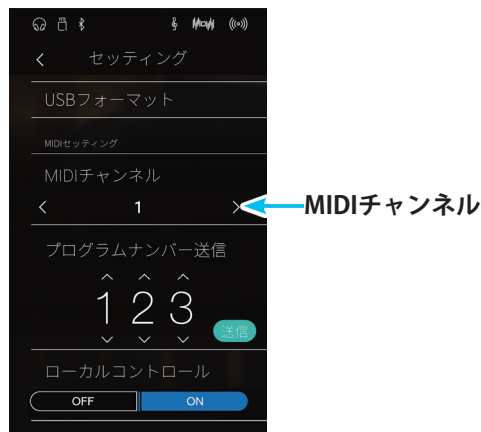 セッティング
USBフォーマット
MIDIセッティング
MIDIチャンネル
1
MIDIチャンネル
プログラムナンバー送信
123
送信
ローカルコントロール
OFF ON